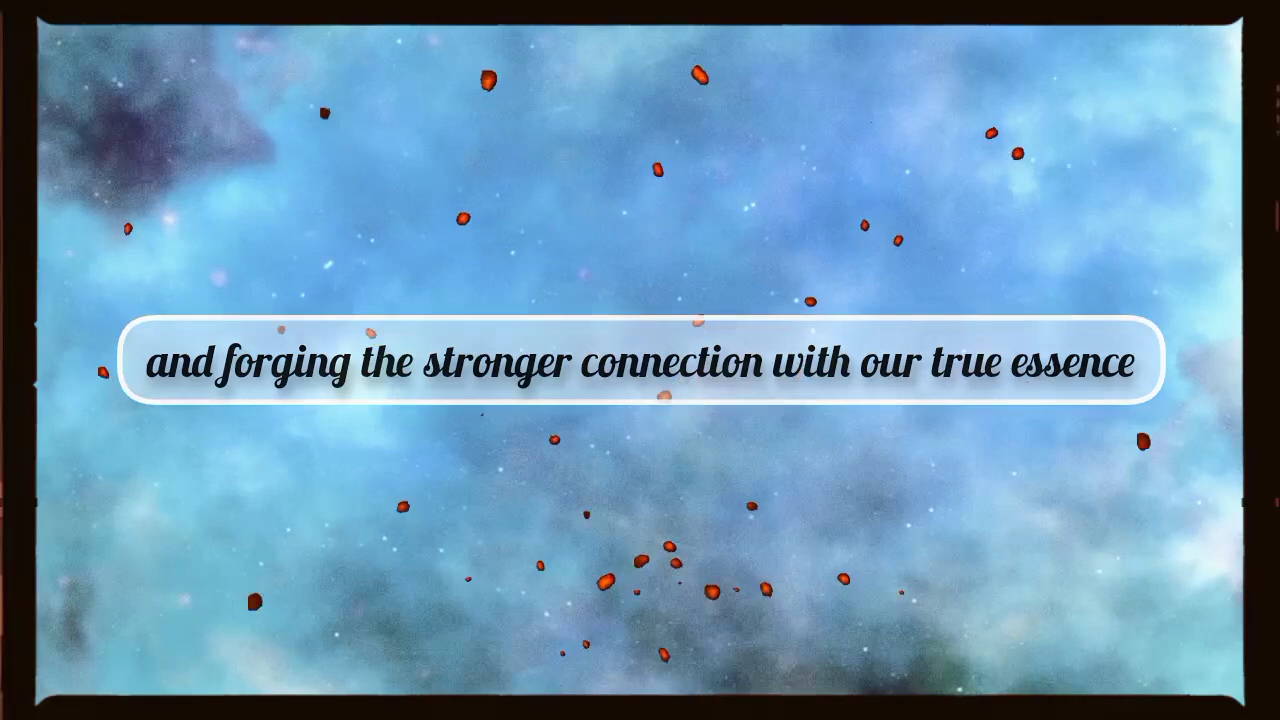 and forging the stronger connection with our true essence